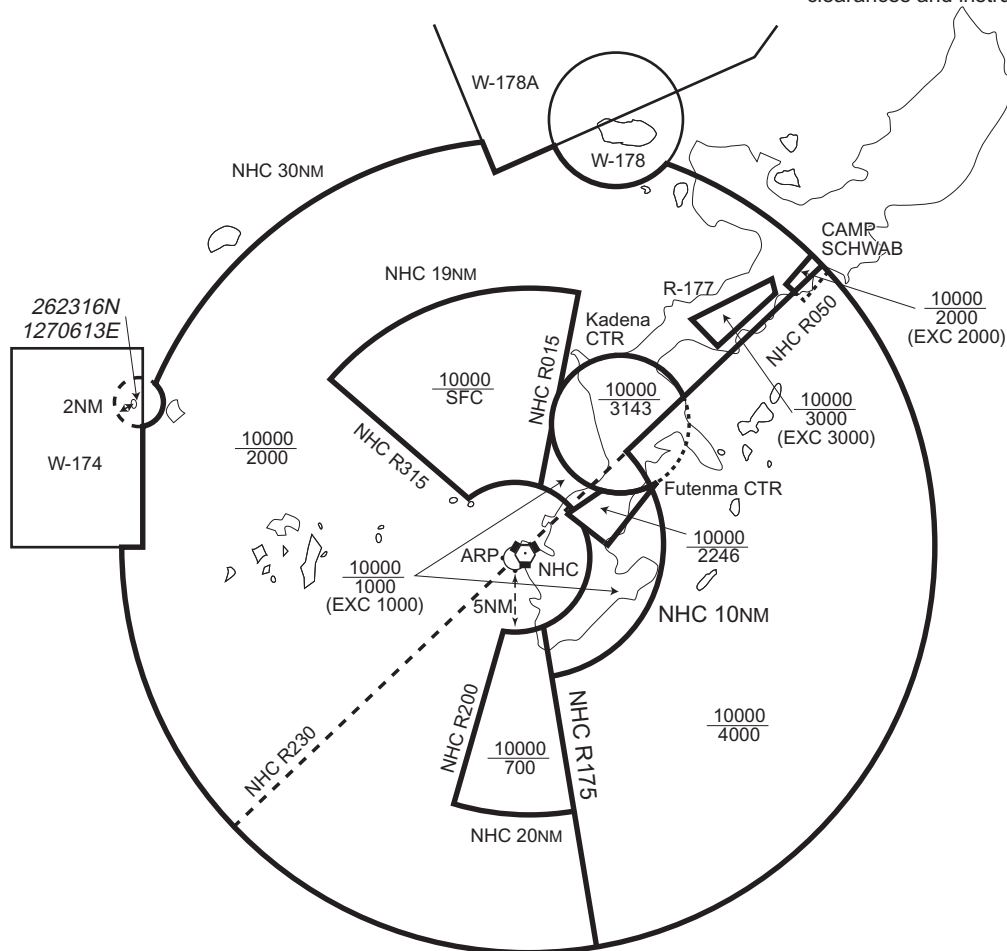 clearances and instru
W-178A
W-178
NHC 30NM
CAMP
SCHWAB
NHC 19NM
R-177
262316N
1270613E
Kadena
CTR
NHC R050
10000
2000
(EXC 2000)
NHC R015
10000
SFC
10000
3143
2NM
10000
3000
(EXC 3000)
W-174
10000
2000
NHC R315
Futenma CTR
10000
2246
ARP
NHC
10000
1000
(EXC 1000)
5NM
NHC 10NM
NHC R200
NHC R175
10000
4000
NHC R230
10000
700
NHC 20NM